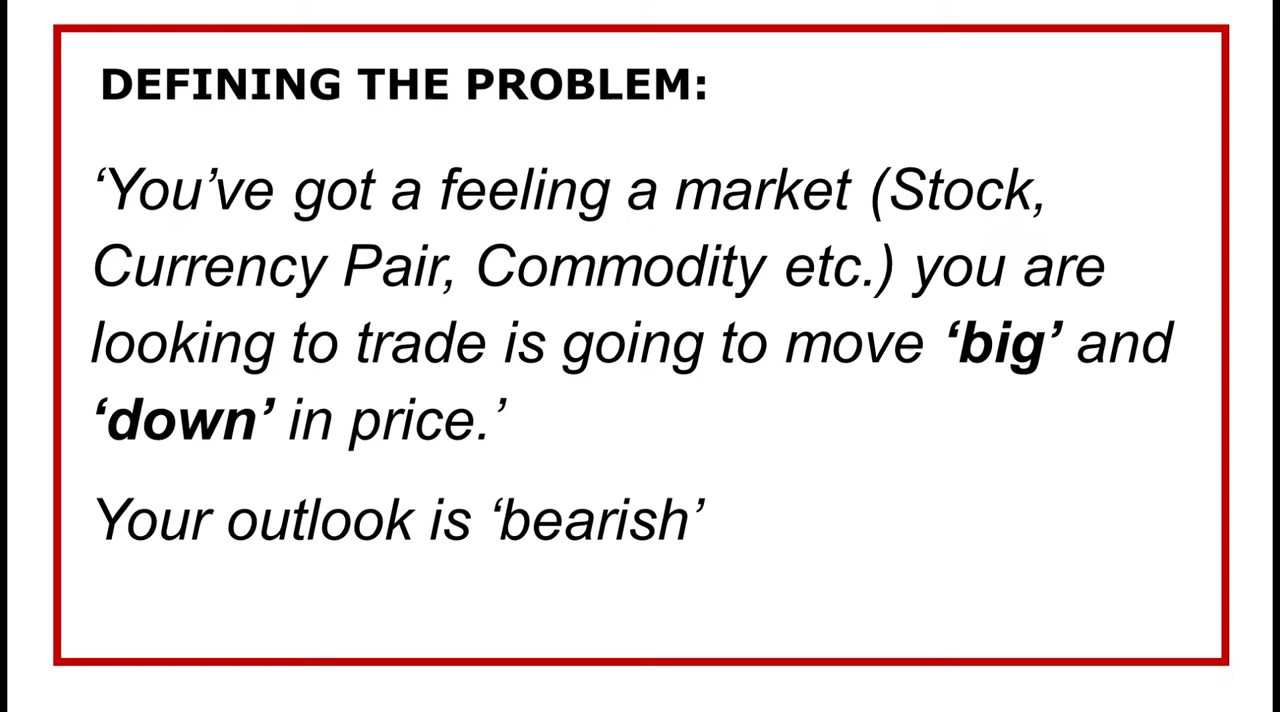 DEFINING THE PROBLEM:
‘You’ve got a feeling a market (Stock,
Currency Pair, Commodity etc.) you are
looking to trade is going to move ‘big’ and
‘down’ in price.’
Your outlook is ‘bearish’